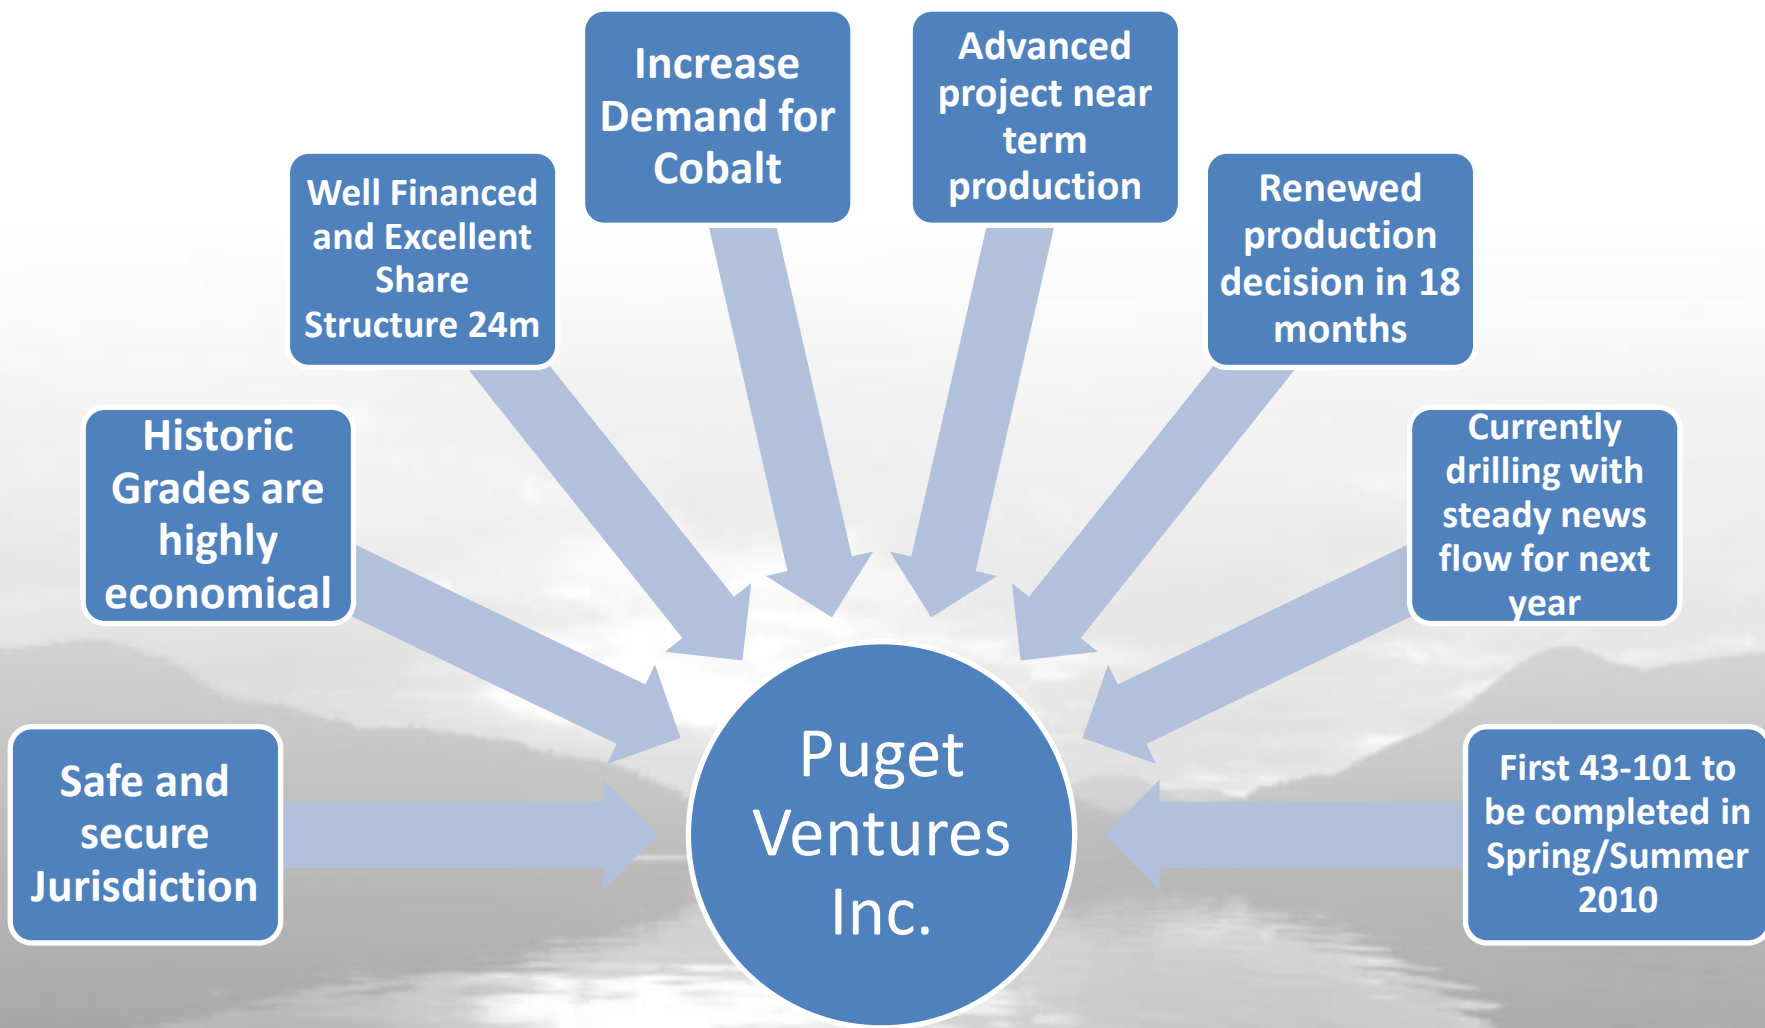 Increase
Demand for
Cobalt
Advanced
project near
term
production
Well Financed
and Excellent
Share
Structure 24m
Renewed
production
decision in 18
months
Historic
Grades are
highly
economical
Currently
drilling with
steady news
flow for next
year
Safe and
secure
Jurisdiction
Puget
Ventures
Inc.
First 43-101 to
be completed in
Spring/Summer
2010